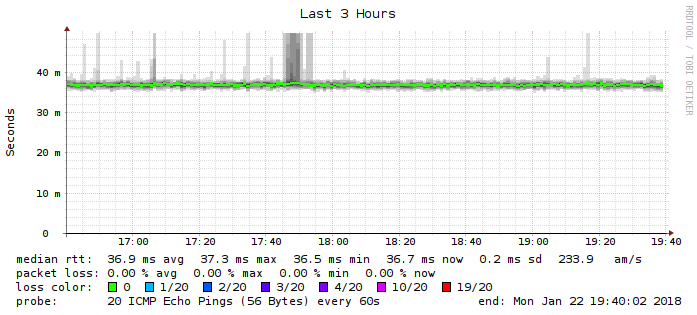 Last 3 Hours
RRDTOOL / TOBI OETIKER
Seconds
40 m
30 m
20 m
10 m
0
17:00 17:20 17:40 18:00 18:20 18:40 19:00 19:20 19:40
median rtt: 36.9 ms avg 37.3 ms max 36.5 ms min 36.7 ms now 0.2 ms sd 233.9 am/s
packet loss: 0.00 % avg 0.00 % max 0.00 % min 0.00 % now
loss color: 0 1/20 2/20 3/20 4/20 10/20 19/20
probe: 20 ICMP Echo Pings (56 Bytes) every 60s end: Mon Jan 22 19:40:02 2018